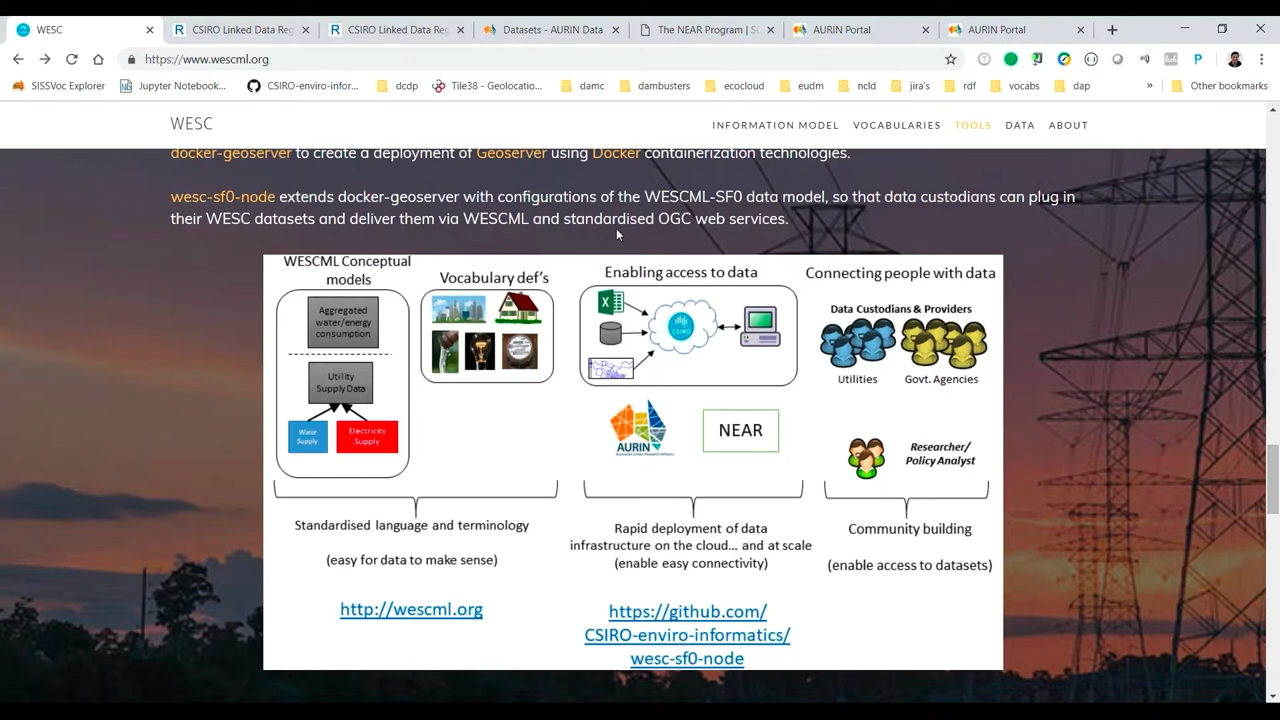 WESC
CSIRO Linked Data Reg
CSIRO Linked Data Reg
Datasets - AURIN Data
The NEAR Program | Su
AURIN Portal
AURIN Portal
https://www.wescml.org
SISSVoc Explorer
Jupyter Notebook...
CSIRO-enviro-infor...
dcdp
Tile38 - Geolocatio...
damc
dambusters
ecocloud
eudm
ncld
jira's
rdf
vocabs
dap
»
Other bookmarks
WESC
INFORMATION MODEL
VOCABULARIES
TOOLS
DATA
ABOUT
docker-geoserver to create a deployment of Geoserver using Docker containerization technologies.
wesc-sf0-node extends docker-geoserver with configurations of the WESCML-SF0 data model, so that data custodians can plug in
their WESC datasets and deliver them via WESCML and standardised OGC web services.
WESCML Conceptual
models
Aggregated
water/energy
consumption
Utility
Supply Data
Water
Supply
Electricity
Supply
Vocabulary def's
Standardised language and terminology
(easy for data to make sense)
http://wescml.org
Enabling access to data
CSIRO
AURIN
NEAR
Rapid deployment of data
infrastructure on the cloud... and at scale
(enable easy connectivity)
https://github.com/
CSIRO-enviro-informatics/
wesc-sf0-node
Connecting people with data
Data Custodians & Providers
Utilities
Govt. Agencies
Researcher/
Policy Analyst
Community building
(enable access to datasets)